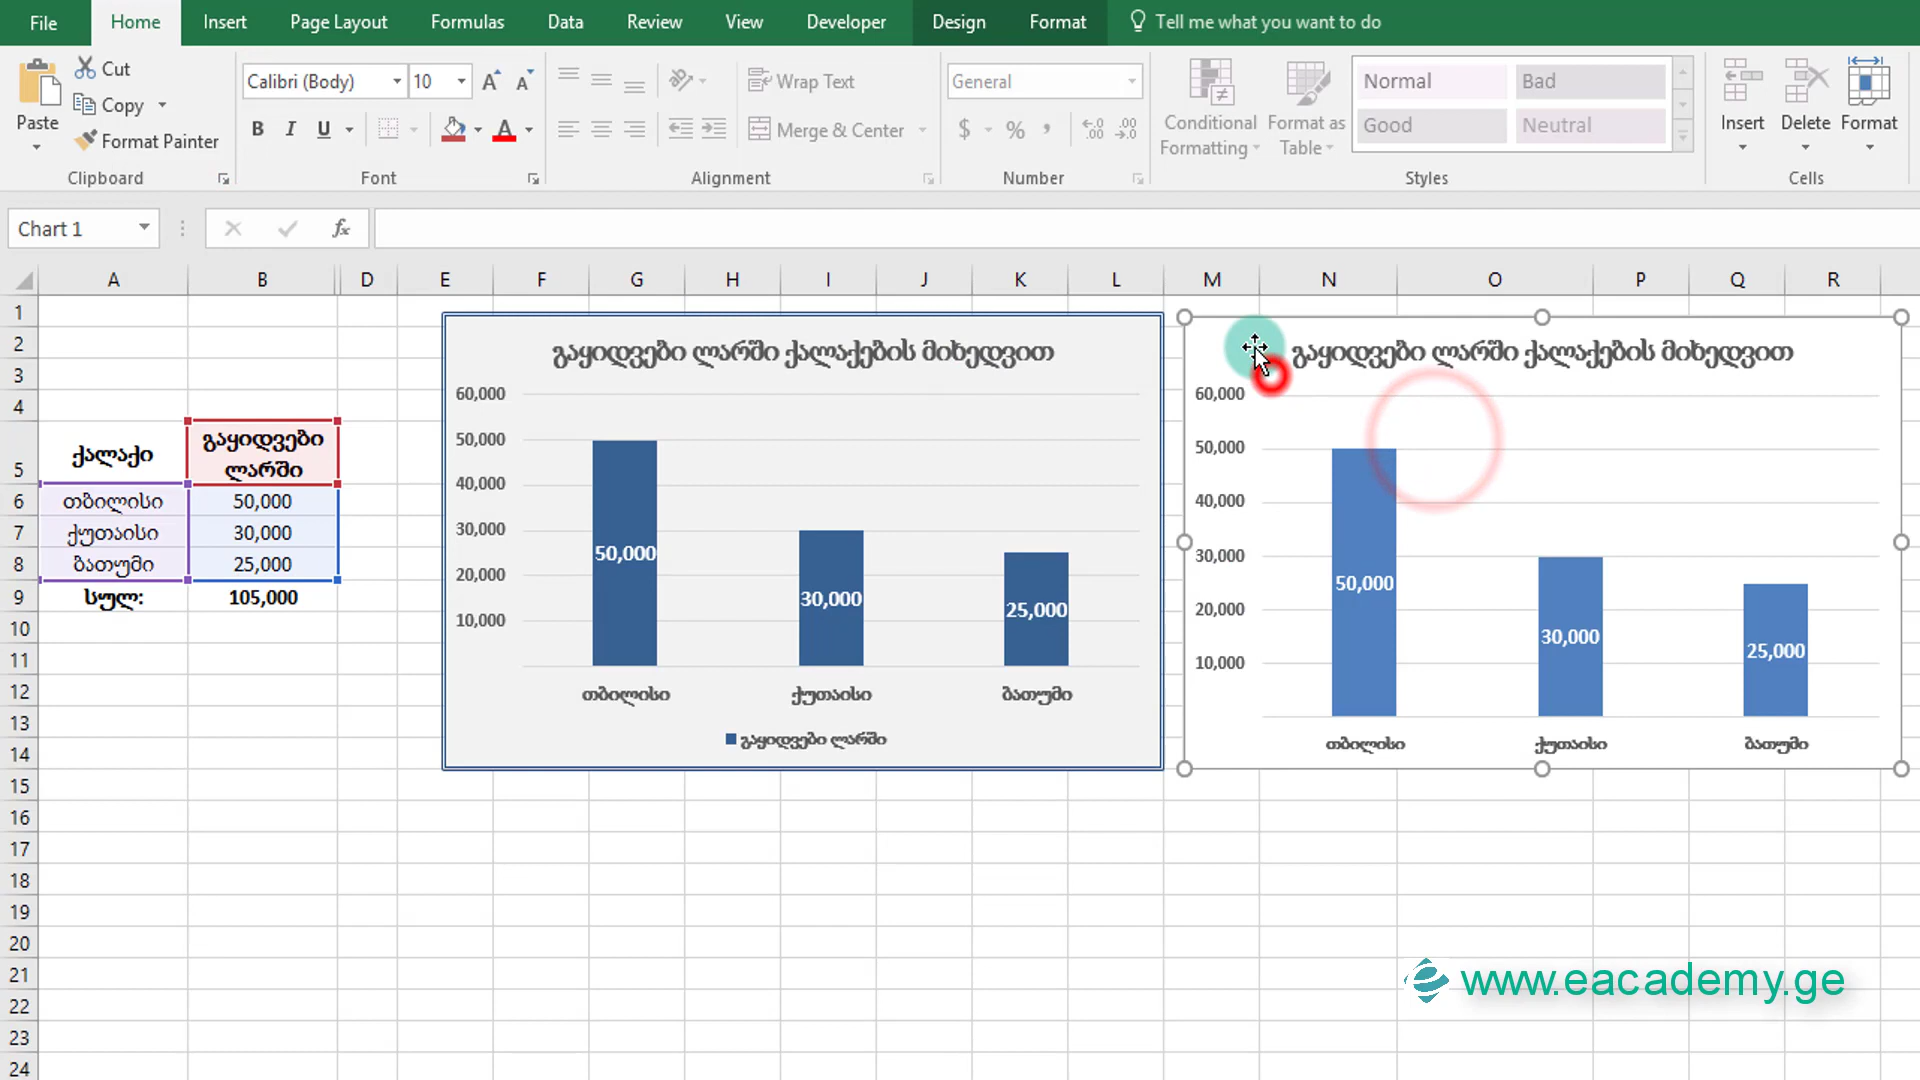 File Home Insert Page Layout Formulas Data Review View Developer Design Format Tell me what you want to do
Paste
Cut
Copy
Format Painter
Clipboard
Calibri (Body) 10
A A
B I U A
Font
Wrap Text
Merge & Center
Alignment
General
$ % ,
Number
Conditional Formatting
Format as Table
Normal Bad
Good Neutral
Styles
Insert Delete Format
Cells
Chart 1
fx
A B D E F G H I J K L M N O P Q R
1
2
3
4
5 ქალაქი გაყიდვები ლარში
6 თბილისი 50,000
7 ქუთაისი 30,000
8 ბათუმი 25,000
9 სულ: 105,000
10
11
12
13
14
15
16
17
18
19
20
21
22
23
24
გაყიდვები ლარში ქალაქების მიხედვით
60,000
50,000
40,000
30,000
20,000
10,000
50,000
30,000
25,000
თბილისი ქუთაისი ბათუმი
გაყიდვები ლარში
გაყიდვები ლარში ქალაქების მიხედვით
60,000
50,000
40,000
30,000
20,000
10,000
50,000
30,000
25,000
თბილისი ქუთაისი ბათუმი
www.eacademy.ge